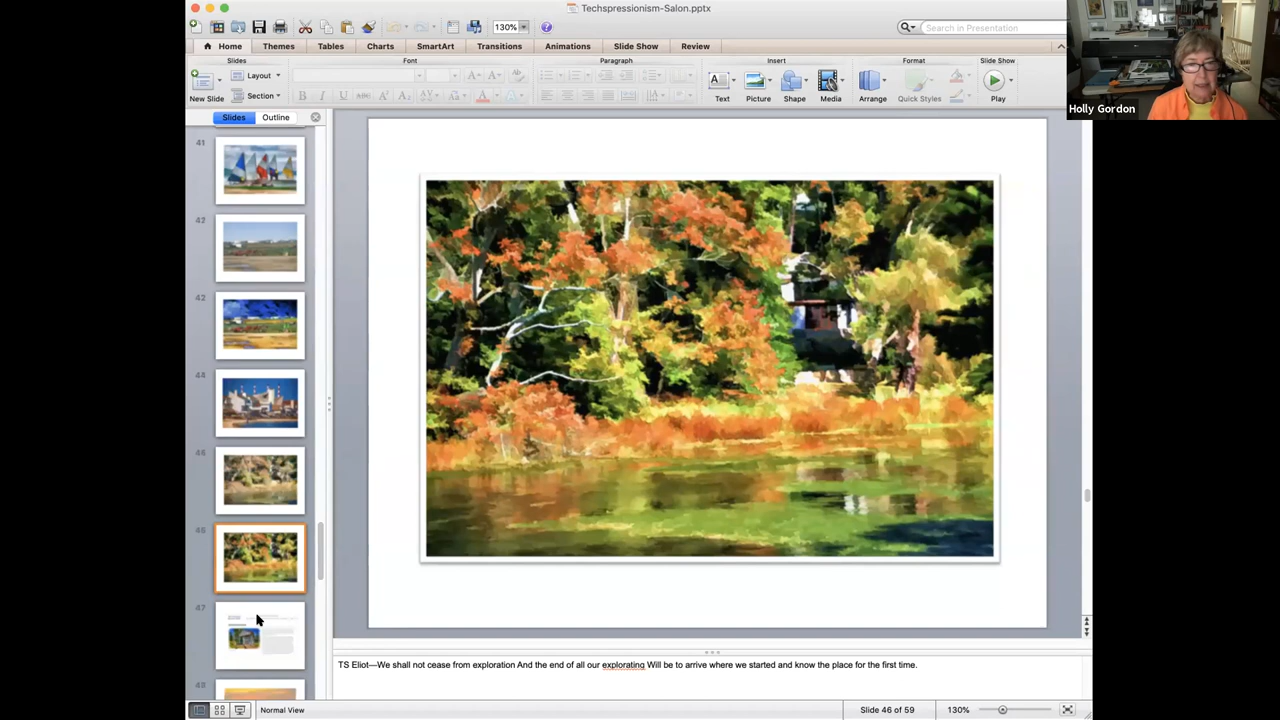 Techspressionism-Salon.pptx
130%
Search in Presentation
Home Themes Tables Charts SmartArt Transitions Animations Slide Show Review
Slides Font Paragraph Insert Format Slide Show
New Slide Layout Section Text Picture Shape Media Arrange Quick Styles Play
Slides Outline
Holly Gordon
41
44
47
TS Eliot—We shall not cease from exploration And the end of all our exploratng Will be to arrive where we started and know the place for the first time.
Normal View Slide 46 of 59 130%